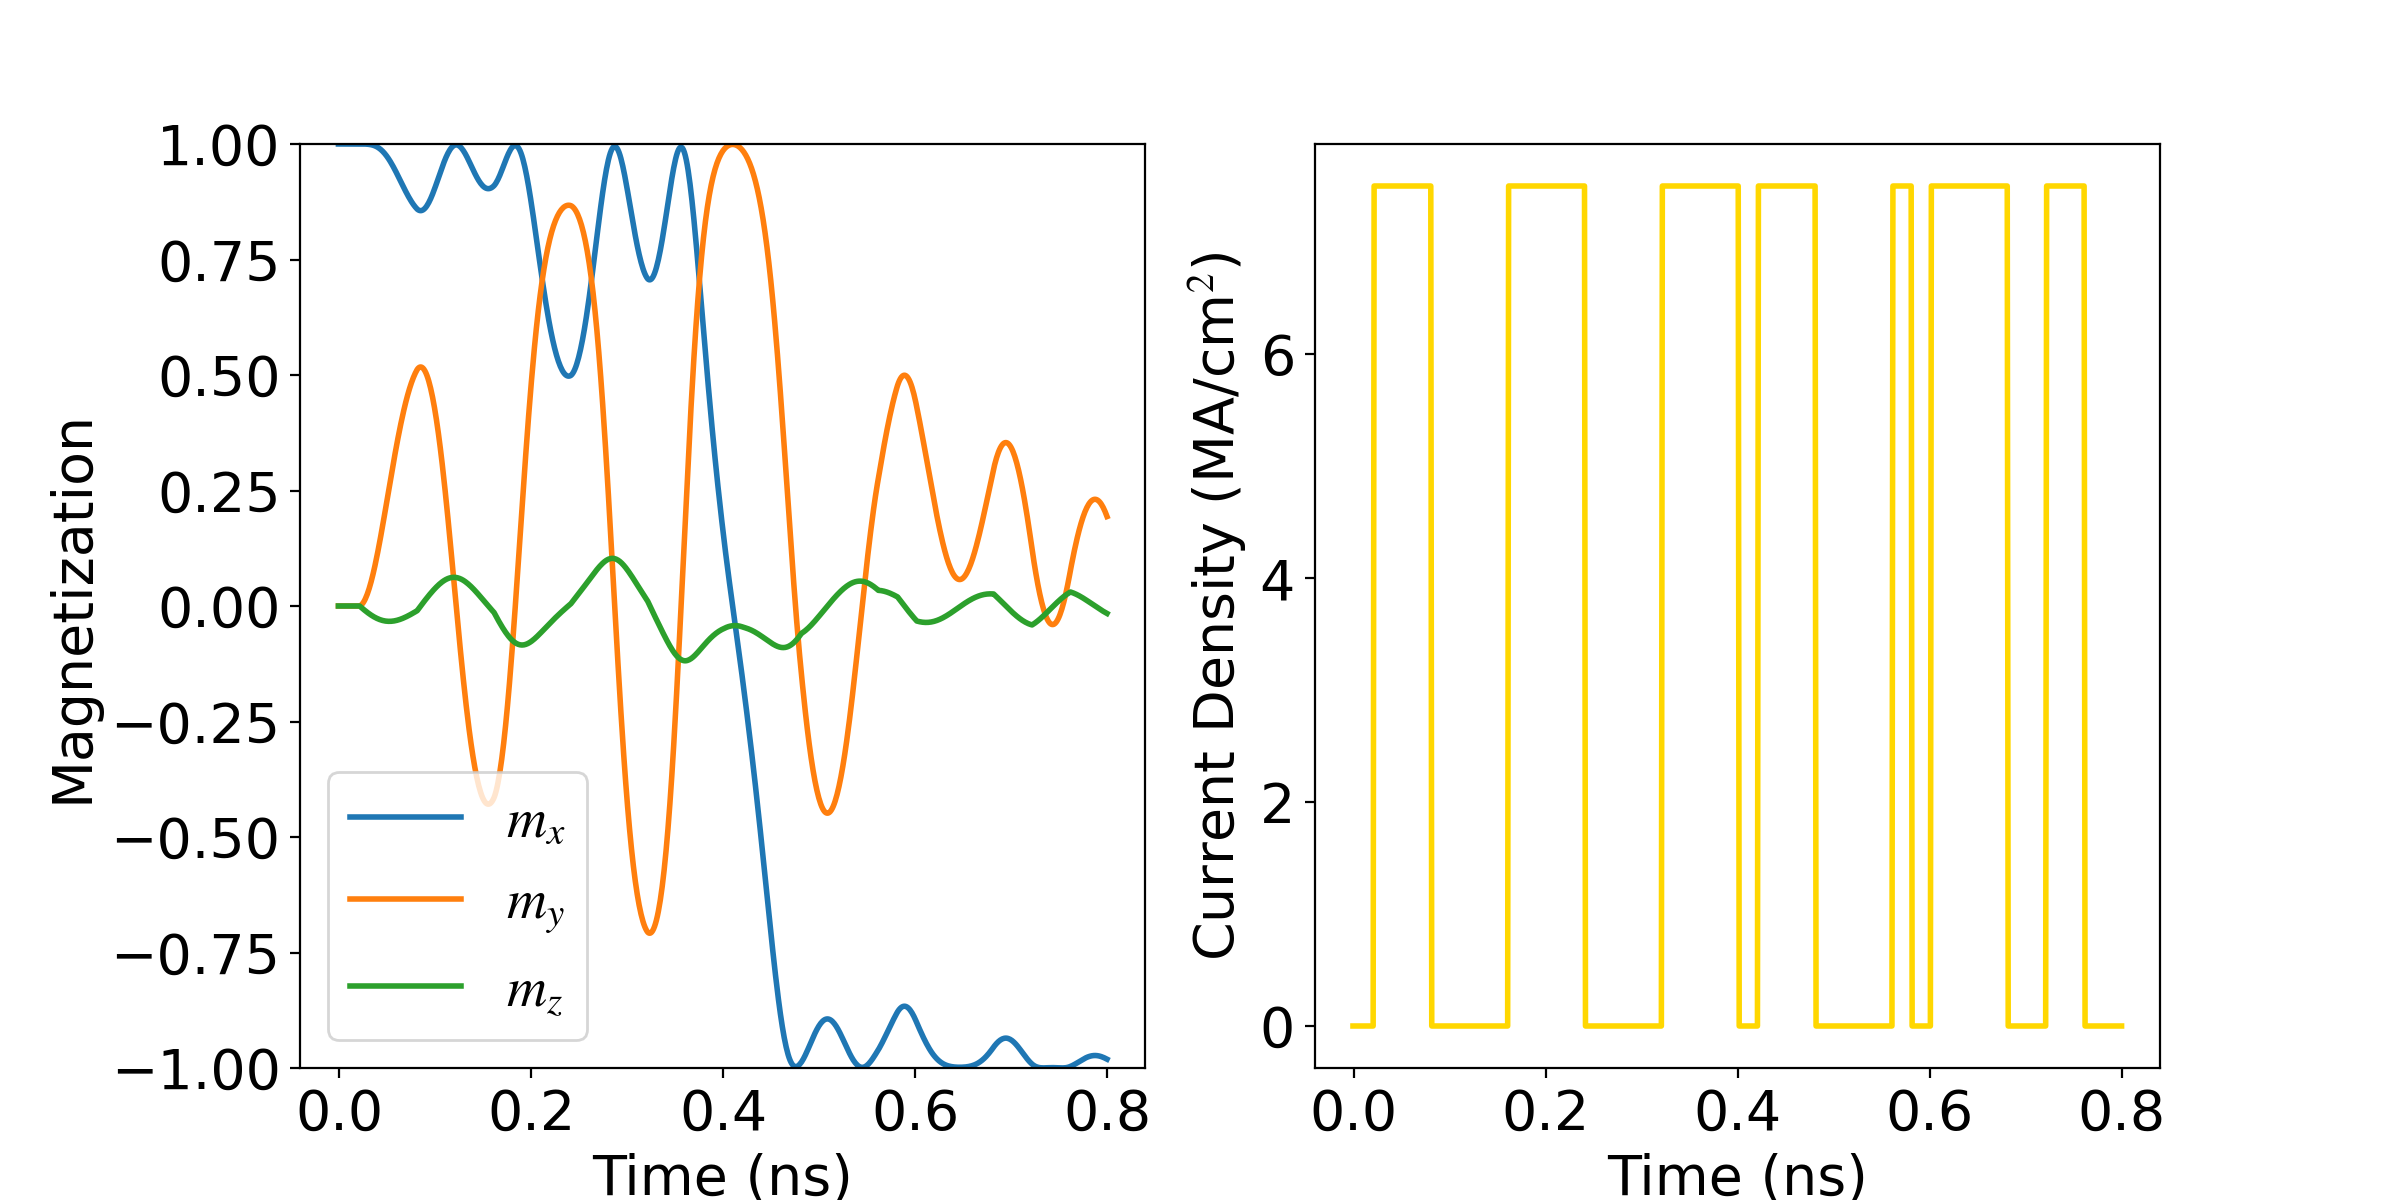 Magnetization
1.00
0.75
0.50
0.25
0.00
−0.25
−0.50
−0.75
−1.00
m_x
m_y
m_z
0.0 0.2 0.4 0.6 0.8
Time (ns)
Current Density (MA/cm²)
6
4
2
0
0.0 0.2 0.4 0.6 0.8
Time (ns)